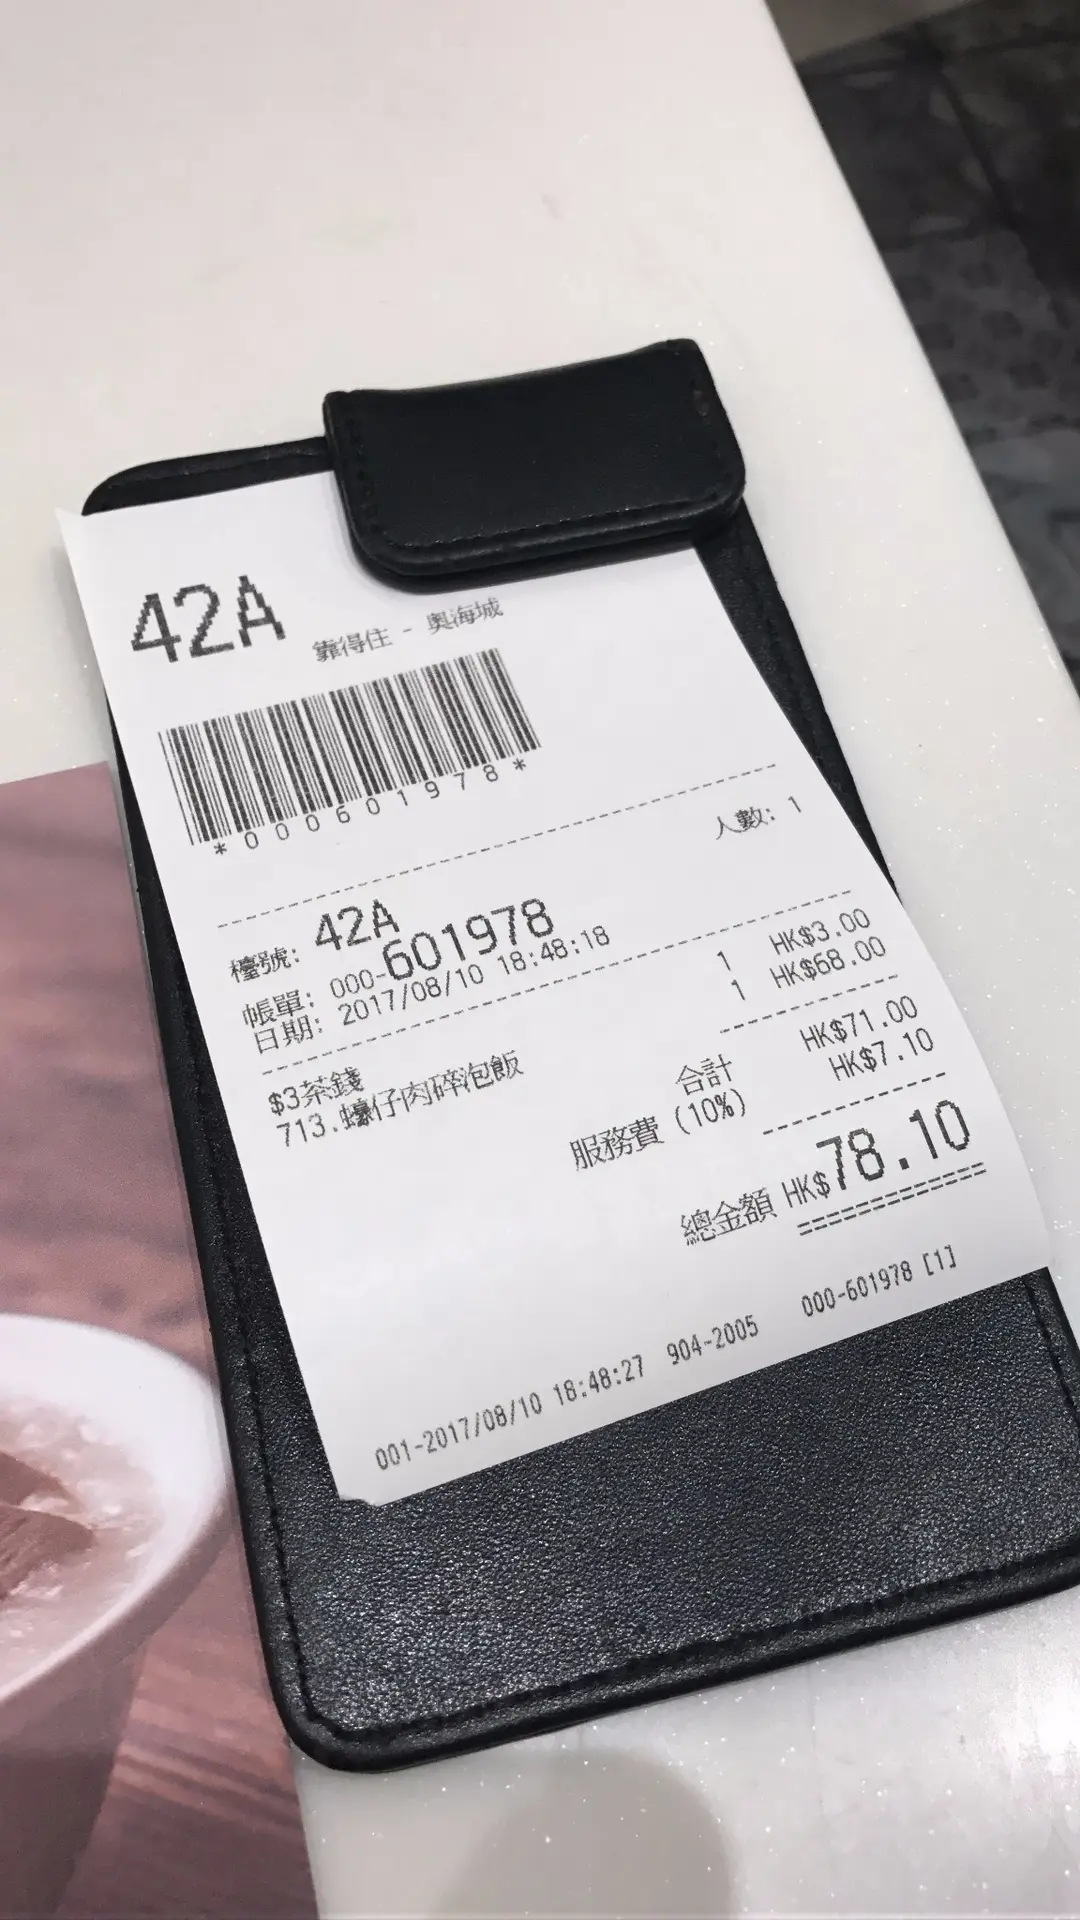 42A
靠得住 - 奧海城
*000601978*
人數: 1
檯號: 42A
帳單: 000-601978
日期: 2017/08/10 18:48:18
$3茶錢 1 HK$3.00
713.蠔仔肉碎泡飯 1 HK$68.00
合計 HK$71.00
服務費 (10%) HK$7.10
總金額 HK$78.10
001-2017/08/10 18:48:27 904-2005 000-601978 [1]